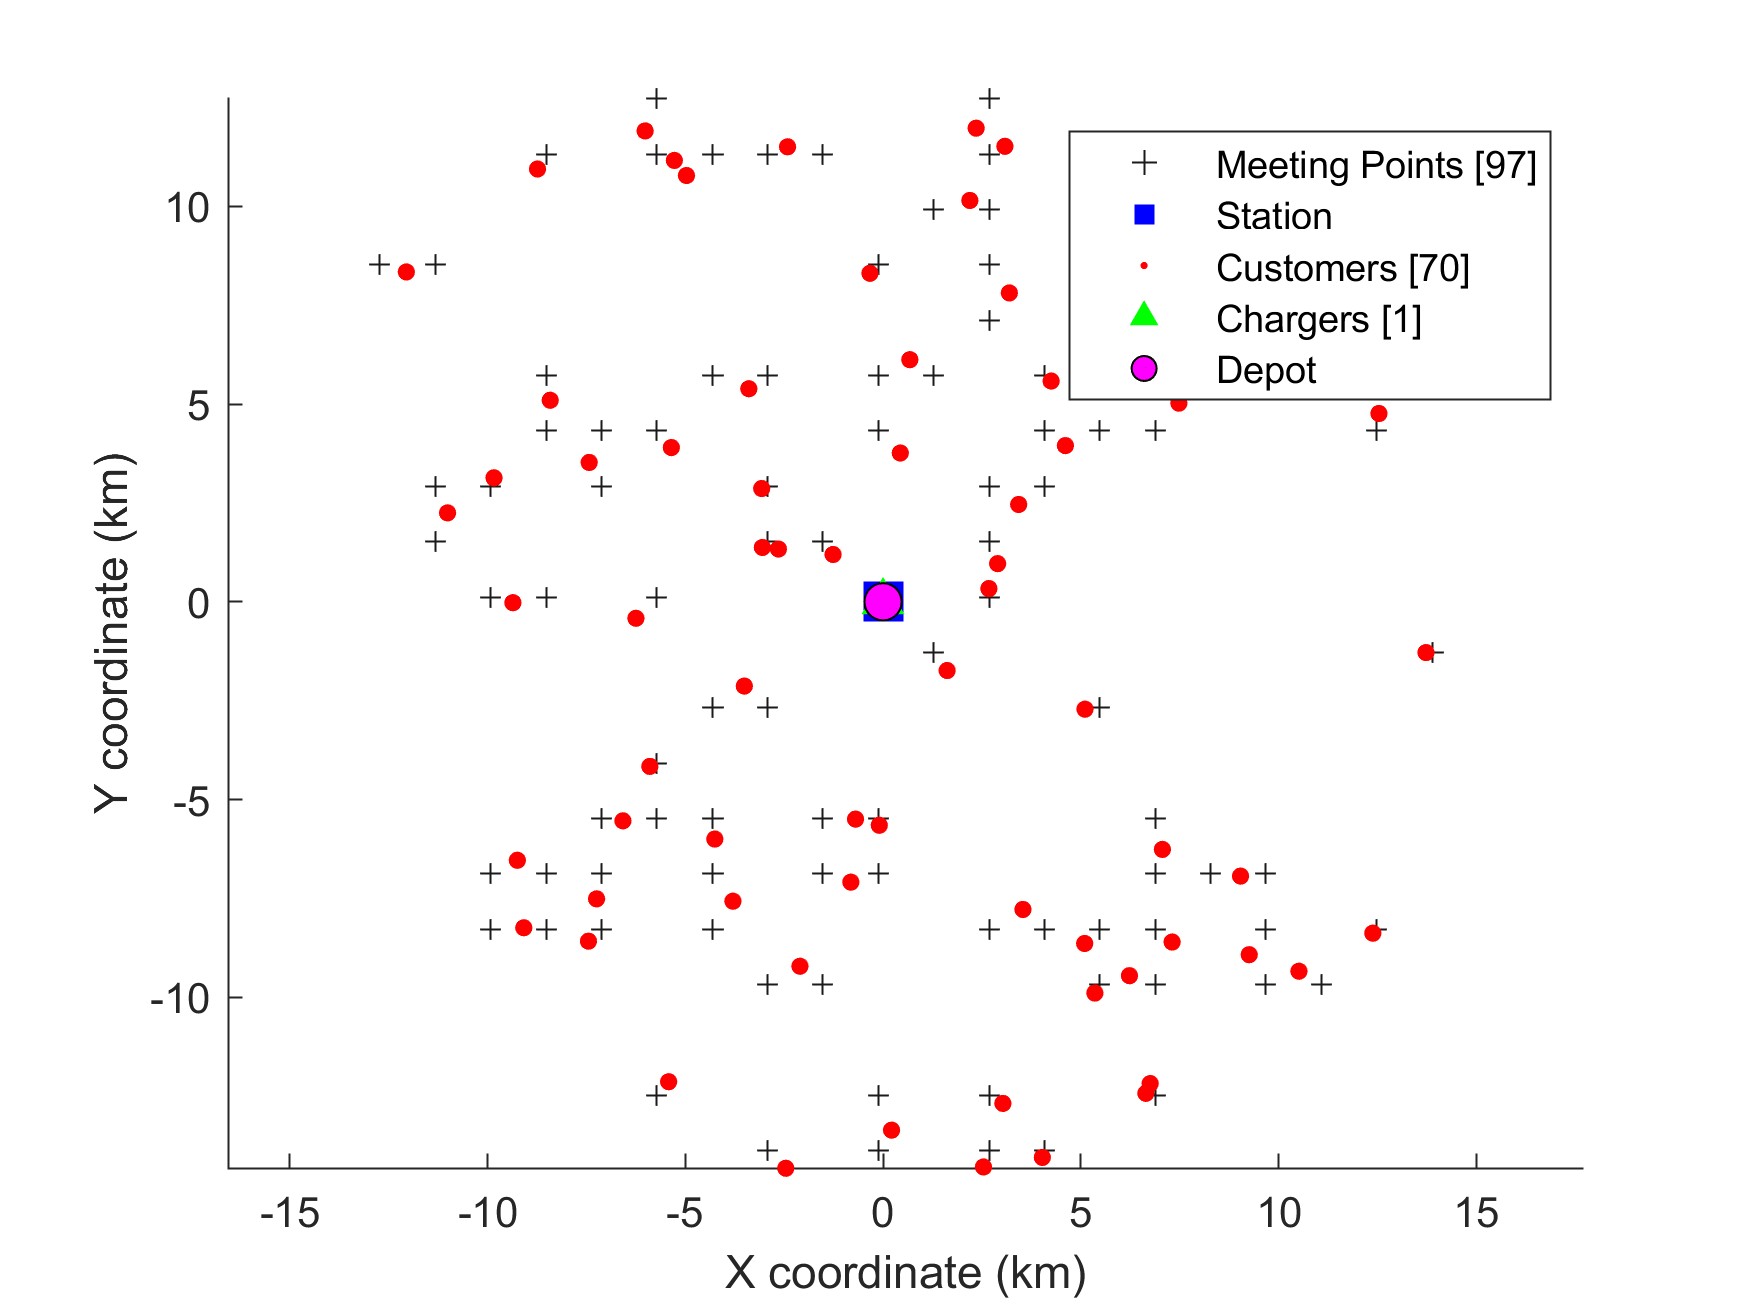 Meeting Points [97]
Station
Customers [70]
Chargers [1]
Depot
10
5
0
-5
-10
Y coordinate (km)
-15 -10 -5 0 5 10 15
X coordinate (km)